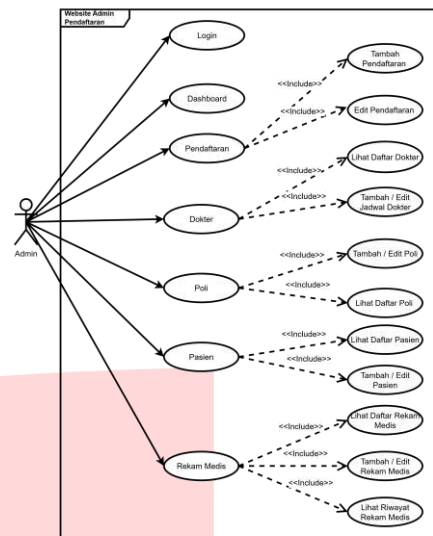 Website Admin
Pendaftaran
Login
Tambah
Pendaftaran
<<Include>>
Dashboard
<<Include>>
Edit Pendaftaran
Pendaftaran
Lihat Daftar Dokter
<<Include>>
Tambah / Edit
Jadwal Dokter
<<Include>>
Dokter
Admin
Tambah / Edit Poli
<<Include>>
Poli
<<Include>>
Lihat Daftar Poli
Lihat Daftar Pasien
<<Include>>
Pasien
<<Include>>
Tambah / Edit
Pasien
Lihat Daftar Rekam
Medis
<<Include>>
Rekam Medis
<<Include>>
Tambah / Edit
Rekam Medis
<<Include>>
Lihat Riwayat
Rekam Medis